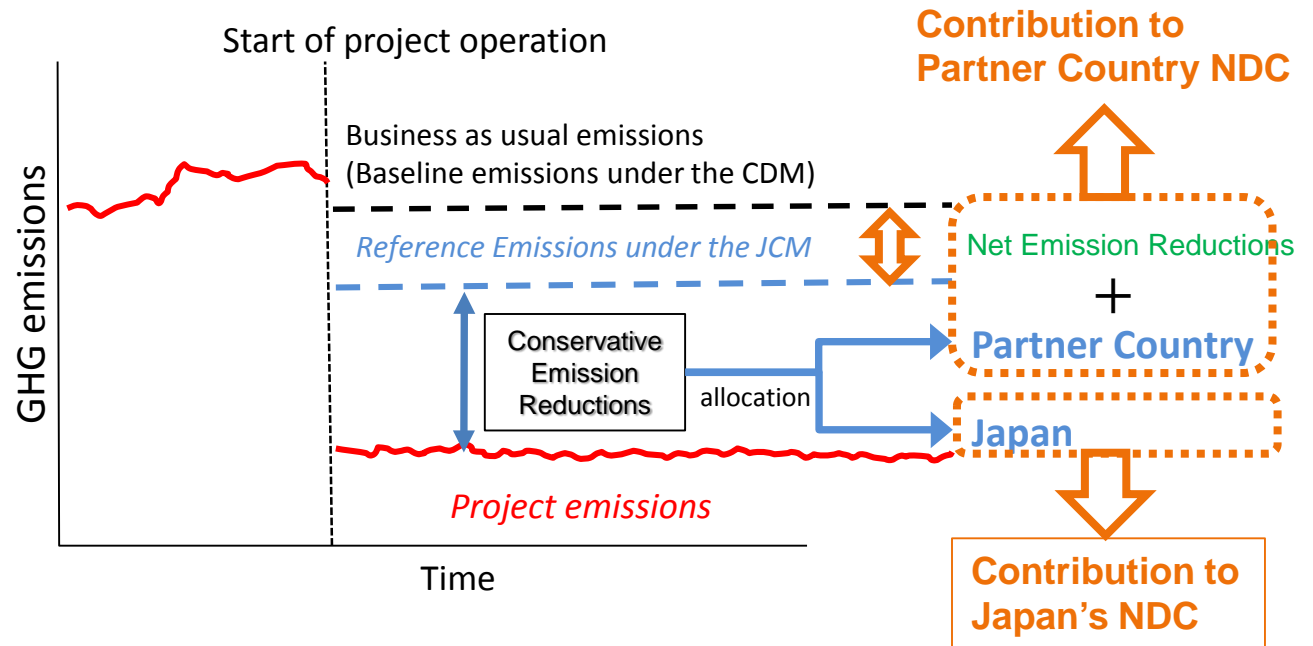 Start of project operation
Contribution to
Partner Country NDC
Business as usual emissions
(Baseline emissions under the CDM)
GHG emissions
Reference Emissions under the JCM
Net Emission Reductions
+
Partner Country
Conservative
Emission
Reductions
allocation
Japan
Project emissions
Time
Contribution to
Japan's NDC